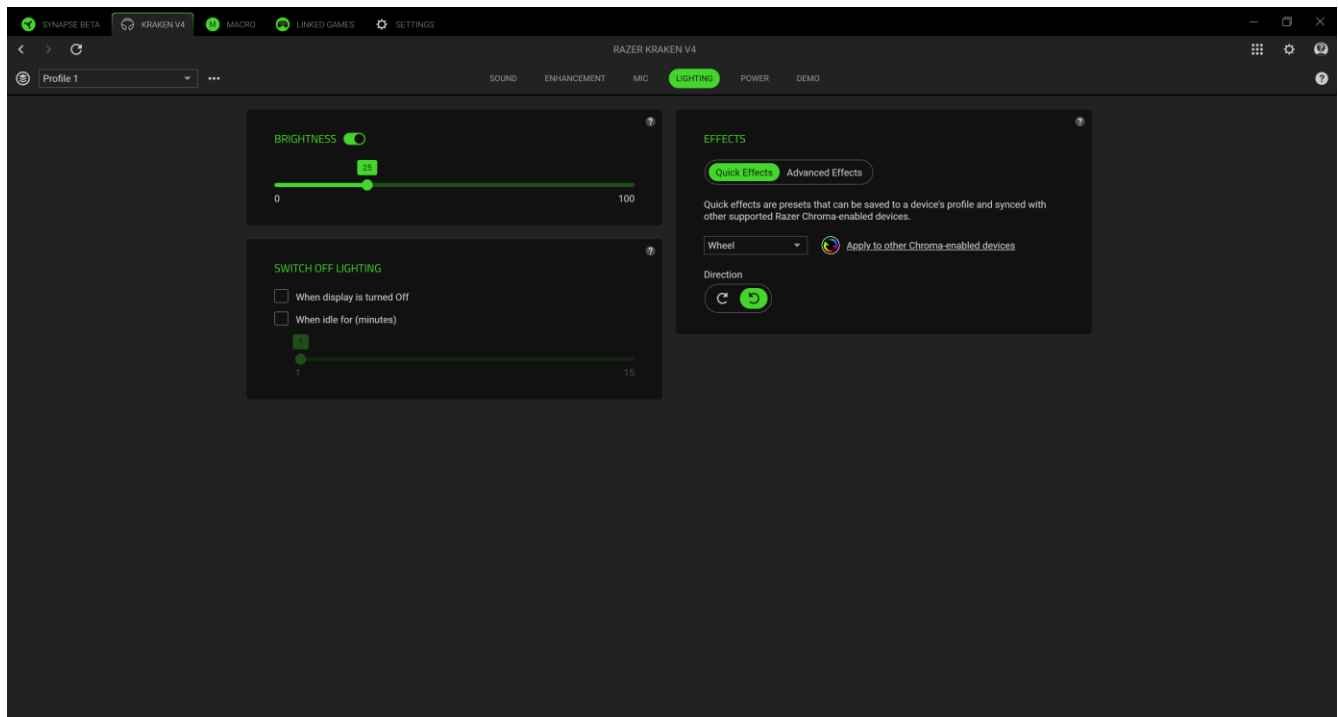 SYNAPSE BETA KRAKEN V4 MACRO LINKED GAMES SETTINGS
RAZER KRAKEN V4
Profile 1 SOUND ENHANCEMENT MIC LIGHTING POWER DEMO
BRIGHTNESS
25
0 100
SWITCH OFF LIGHTING
When display is turned Off
When idle for (minutes)
1
1 15
EFFECTS
Quick Effects Advanced Effects
Quick effects are presets that can be saved to a device's profile and synced with
other supported Razer Chroma-enabled devices.
Wheel Apply to other Chroma-enabled devices
Direction